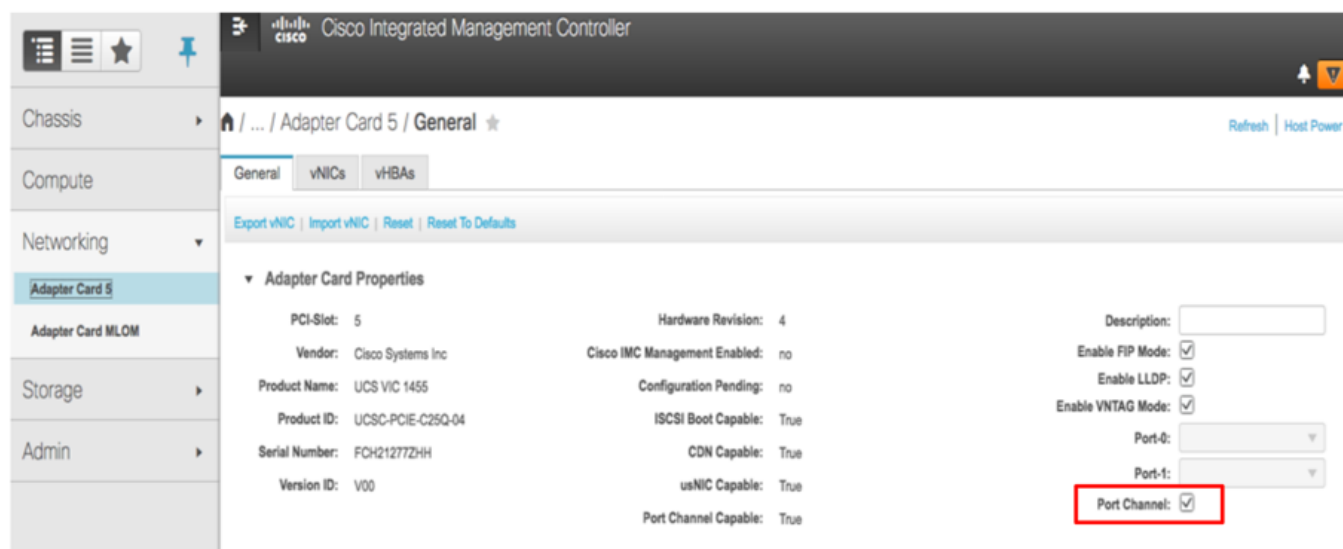 CISCO Cisco Integrated Management Controller
Chassis
Compute
Networking
Adapter Card 5
Adapter Card MLOM
Storage
Admin
/ ... / Adapter Card 5 / General
Refresh | Host Power
General vNICs vHBAs
Export vNIC | Import vNIC | Reset | Reset To Defaults
Adapter Card Properties
PCI-Slot: 5
Vendor: Cisco Systems Inc
Product Name: UCS VIC 1455
Product ID: UCSC-PCIE-C25Q-04
Serial Number: FCH21277ZHH
Version ID: V00
Hardware Revision: 4
Cisco IMC Management Enabled: no
Configuration Pending: no
ISCSI Boot Capable: True
CDN Capable: True
usNIC Capable: True
Port Channel Capable: True
Description:
Enable FIP Mode:
Enable LLDP:
Enable VNTAG Mode:
Port-0:
Port-1:
Port Channel: